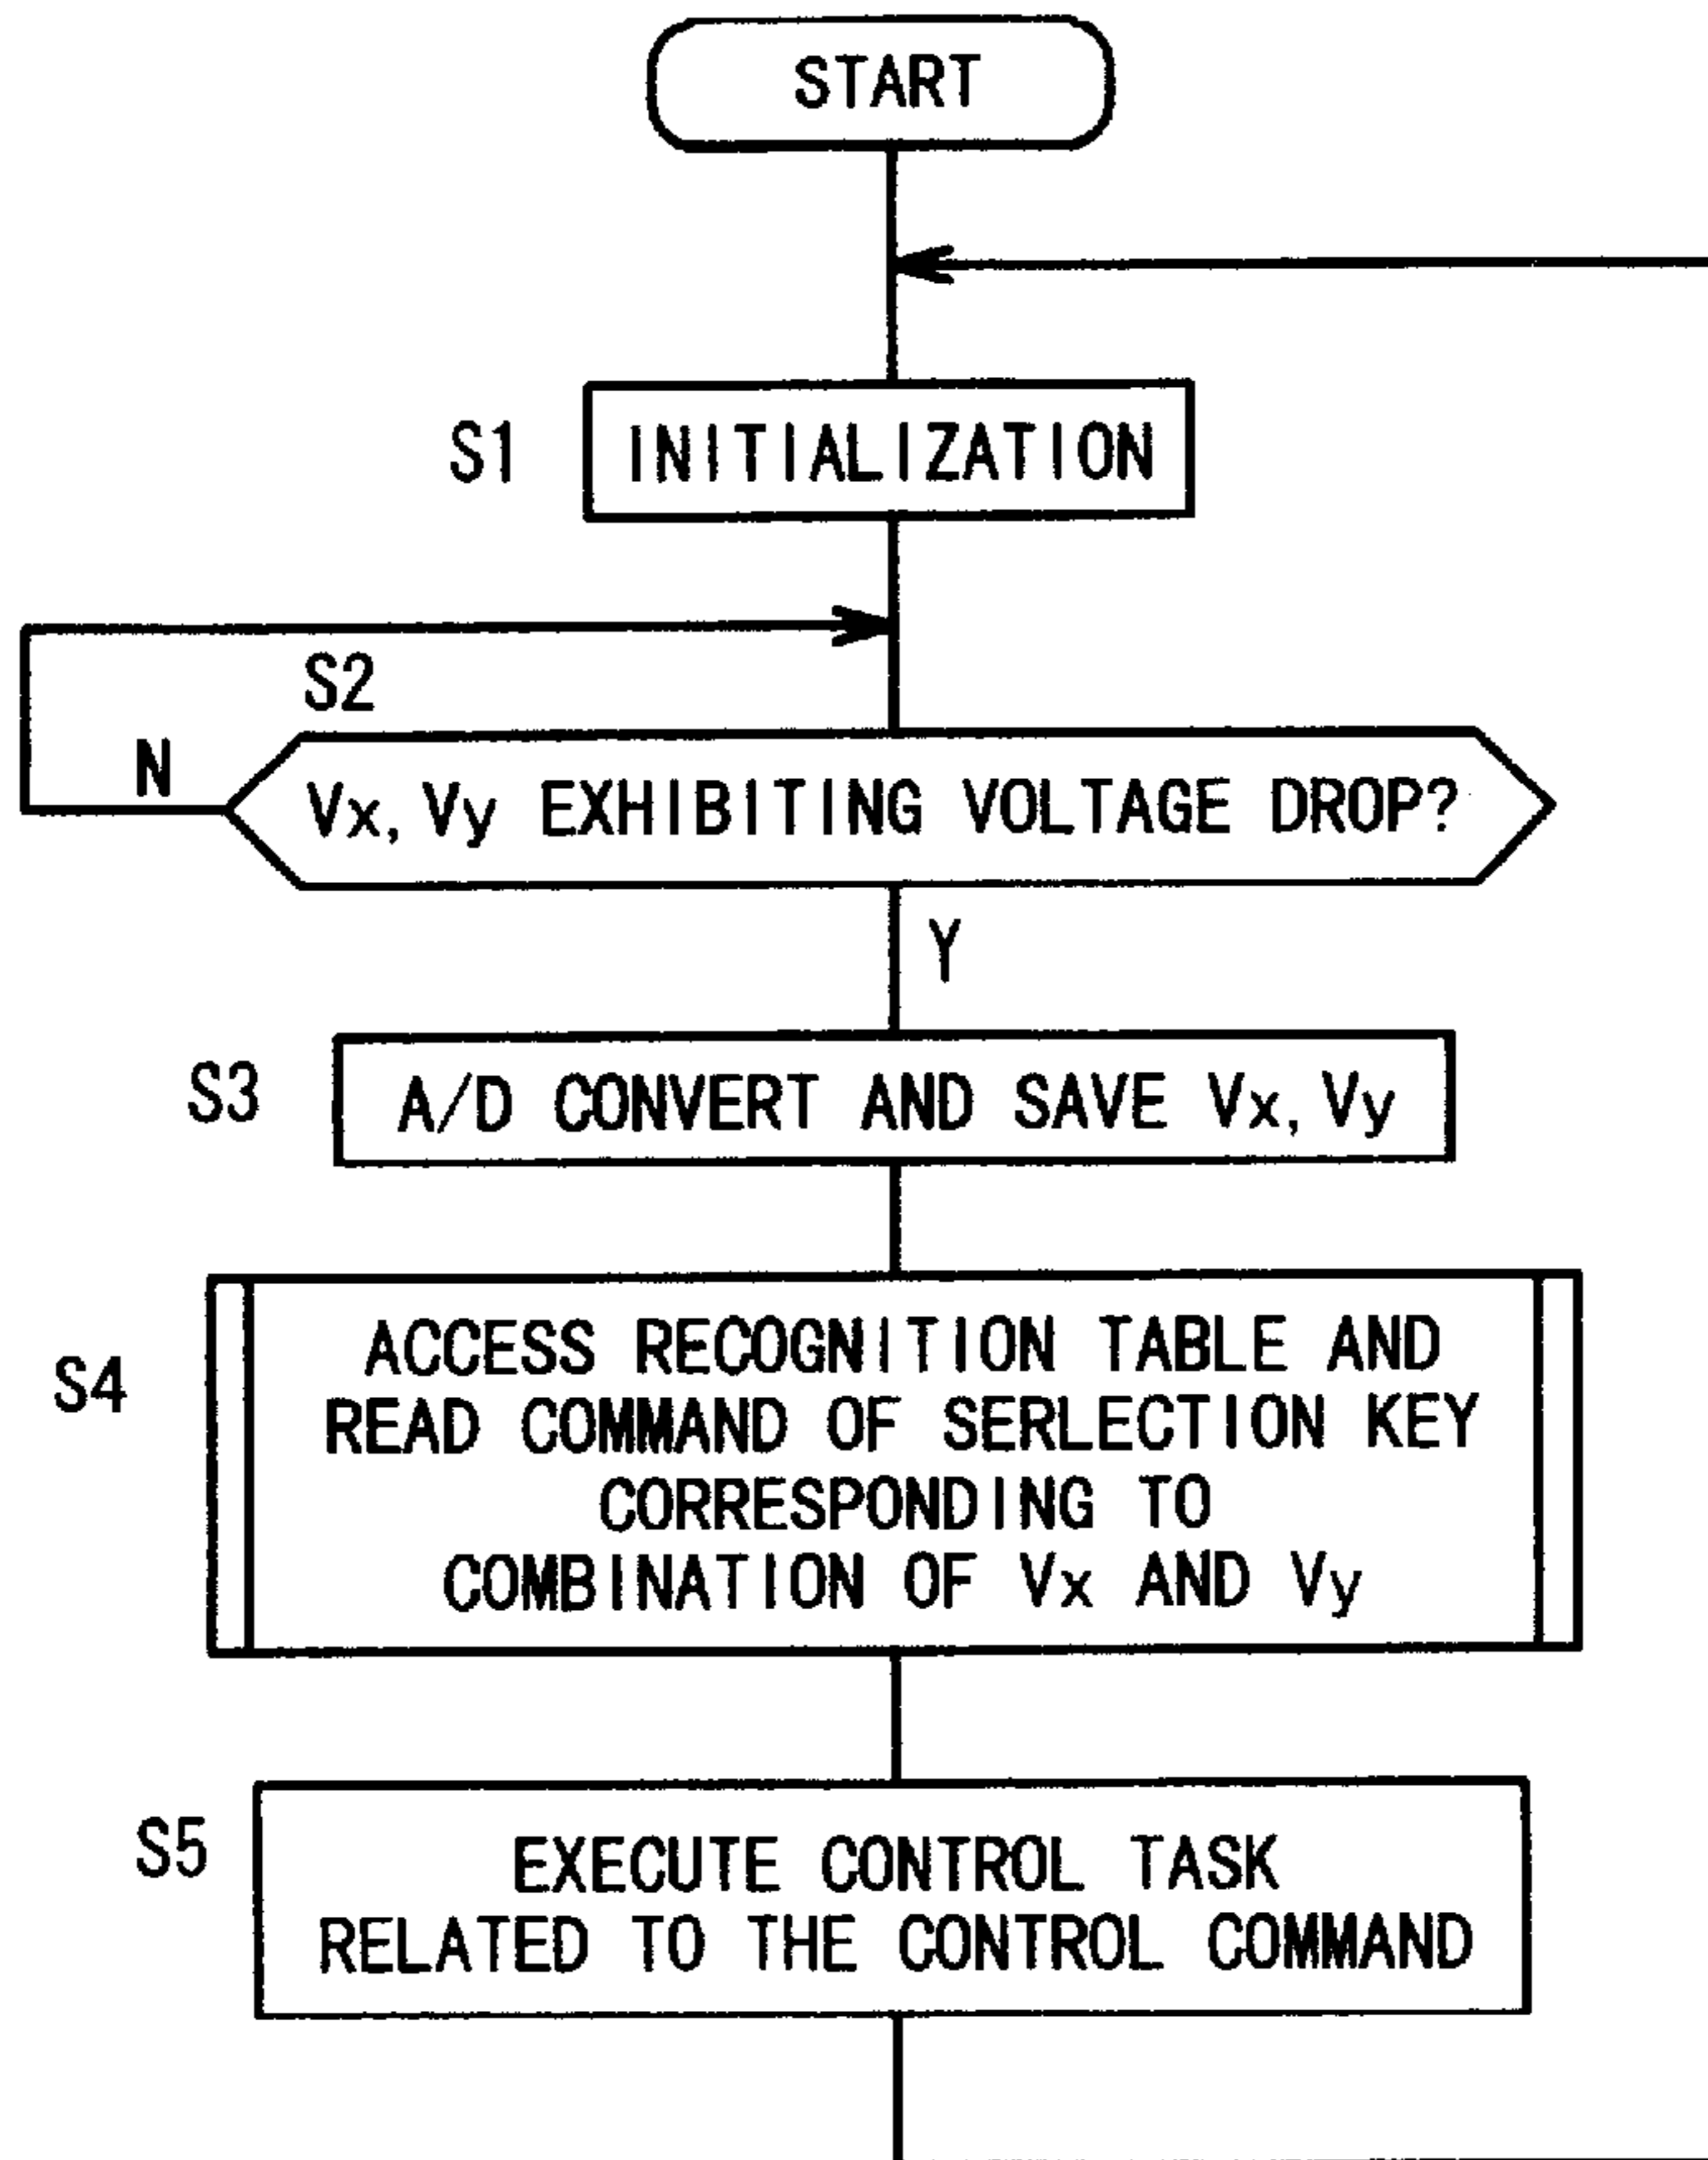 START
S1 INITIALIZATION
S2
N
Vx, Vy EXHIBITING VOLTAGE DROP?
Y
S3 A/D CONVERT AND SAVE Vx, Vy
S4
ACCESS RECOGNITION TABLE AND
READ COMMAND OF SERLECTION KEY
CORRESPONDING TO
COMBINATION OF Vx AND Vy
S5
EXECUTE CONTROL TASK
RELATED TO THE CONTROL COMMAND